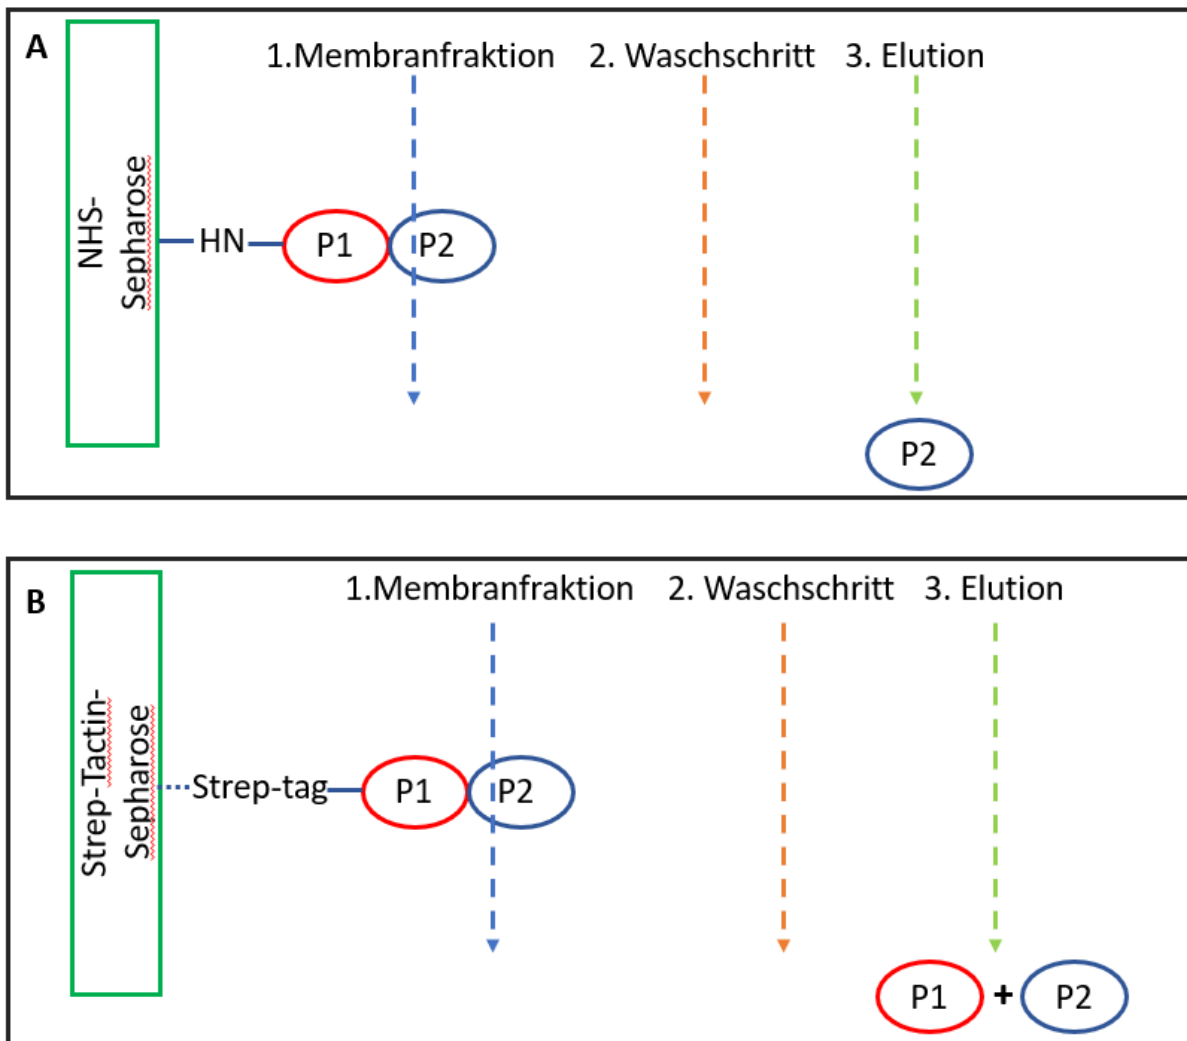 A
1.Membranfraktion 2. Waschschritt 3. Elution
NHS-
Sepharose
HN
P1
P2
P2
B
1.Membranfraktion 2. Waschschritt 3. Elution
Strep-Tactin-
Sepharose
Strep-tag
P1
P2
P1 + P2